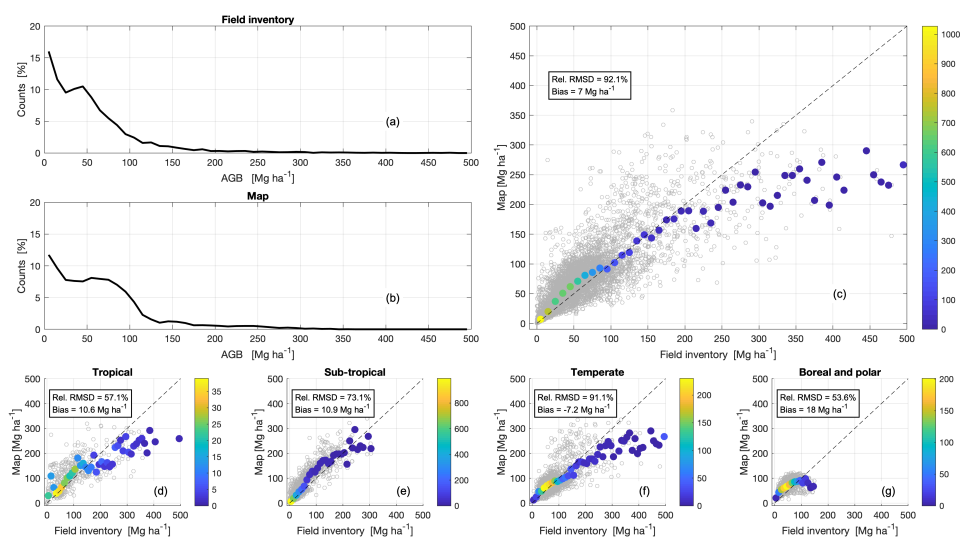 Field inventory
20
15
10
5
0
Counts [%]
(a)
0 50 100 150 200 250 300 350 400 450 500
AGB [Mg ha-1]
Map
20
15
10
5
0
Counts [%]
(b)
0 50 100 150 200 250 300 350 400 450 500
AGB [Mg ha-1]
500
450
400
350
300
250
200
150
100
50
0
Map [Mg ha-1]
Rel. RMSD = 92.1%
Bias = 7 Mg ha-1
(c)
0 50 100 150 200 250 300 350 400 450 500
Field inventory [Mg ha-1]
1000
900
800
700
600
500
400
300
200
100
0
Tropical
500
400
300
200
100
0
Map [Mg ha-1]
Rel. RMSD = 57.1%
Bias = 10.6 Mg ha-1
(d)
0 100 200 300 400 500
Field inventory [Mg ha-1]
35
30
25
20
15
10
5
0
Sub-tropical
500
400
300
200
100
0
Map [Mg ha-1]
Rel. RMSD = 73.1%
Bias = 10.9 Mg ha-1
(e)
0 100 200 300 400 500
Field inventory [Mg ha-1]
800
600
400
200
0
Temperate
500
400
300
200
100
0
Map [Mg ha-1]
Rel. RMSD = 91.1%
Bias = -7.2 Mg ha-1
(f)
0 100 200 300 400 500
Field inventory [Mg ha-1]
200
150
100
50
0
Boreal and polar
500
400
300
200
100
0
Map [Mg ha-1]
Rel. RMSD = 53.6%
Bias = 18 Mg ha-1
(g)
0 100 200 300 400 500
Field inventory [Mg ha-1]
200
150
100
50
0